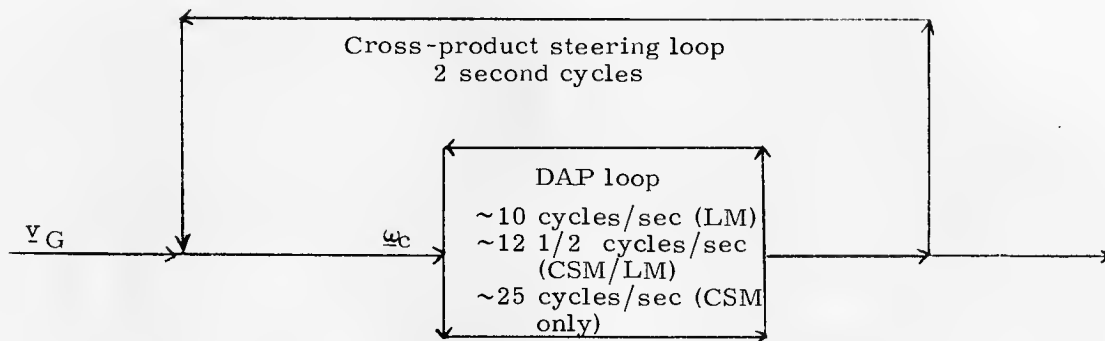 Cross-product steering loop
2 second cycles
DAP loop
~10 cycles/sec (LM)
~12 1/2 cycles/sec
(CSM/LM)
~25 cycles/sec (CSM
only)
v G
ωc